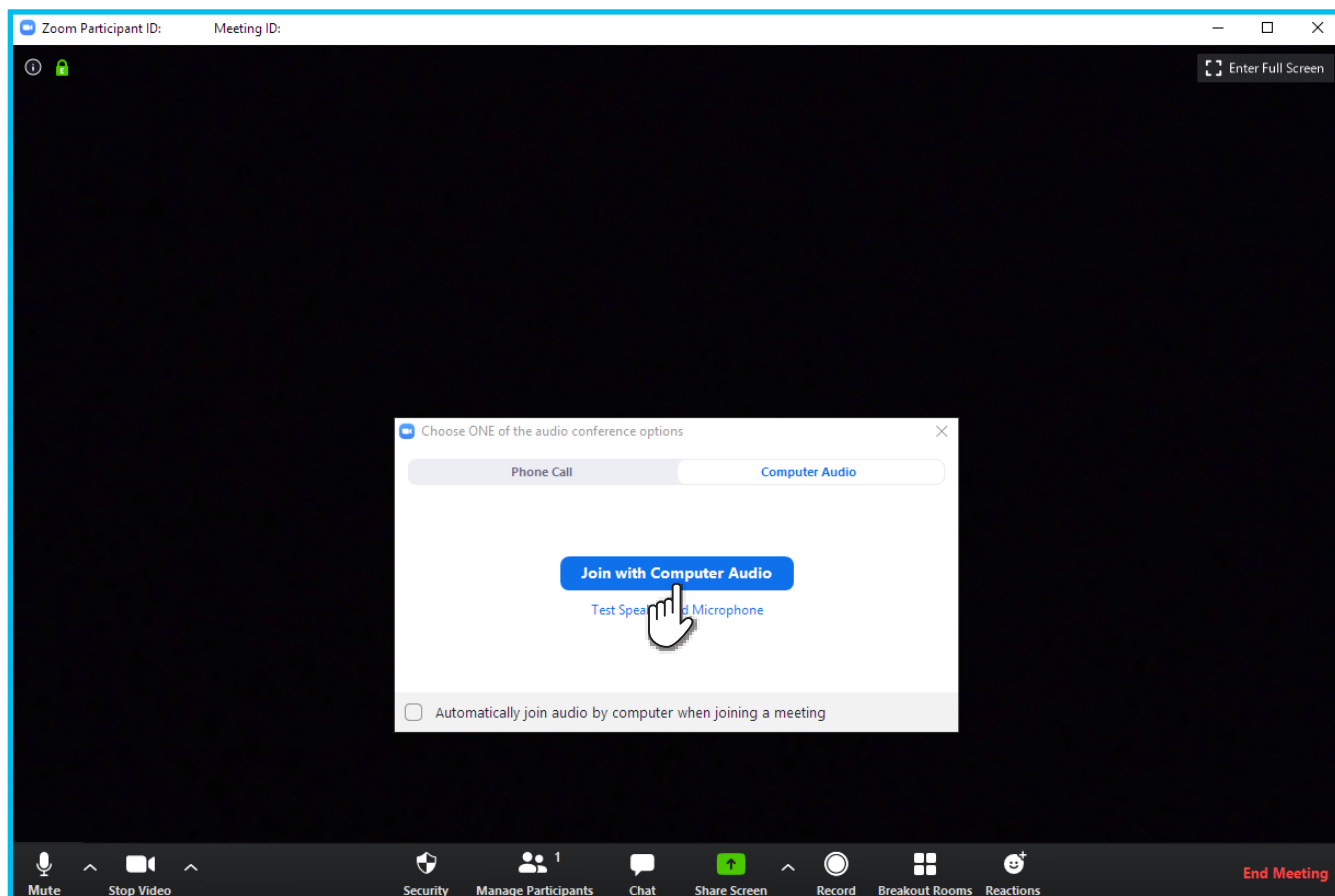 Zoom Participant ID: Meeting ID:
Enter Full Screen
Choose ONE of the audio conference options
Phone Call Computer Audio
Join with Computer Audio
Test Microphone
Automatically join audio by computer when joining a meeting
1
Mute Stop Video Security Manage Participants Chat Share Screen Record Breakout Rooms Reactions End Meeting